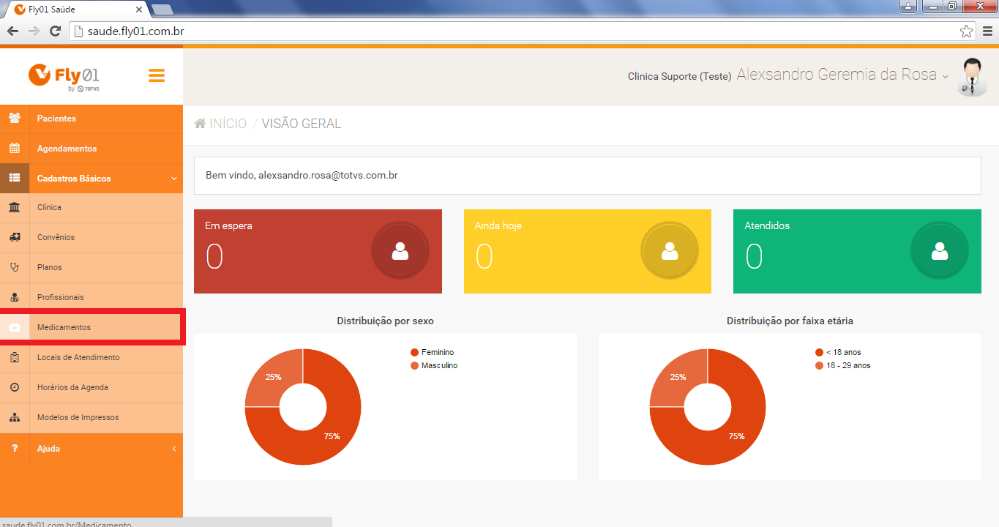 Fly01 Saúde
saude.fly01.com.br
Fly01
by TOTVS
Clinica Suporte (Teste) Alexsandro Geremia da Rosa
Pacientes
Agendamentos
Cadastros Básicos
Clínica
Convênios
Planos
Profissionais
Medicamentos
Locais de Atendimento
Horários da Agenda
Modelos de Impressos
? Ajuda
INÍCIO / VISÃO GERAL
Bem vindo, alexsandro.rosa@totvs.com.br
Em espera
0
Ainda hoje
0
Atendidos
0
Distribuição por sexo
25%
75%
Feminino
Masculino
Distribuição por faixa etária
25%
75%
< 18 anos
18 - 29 anos
saude.fly01.com.br/Medicamento